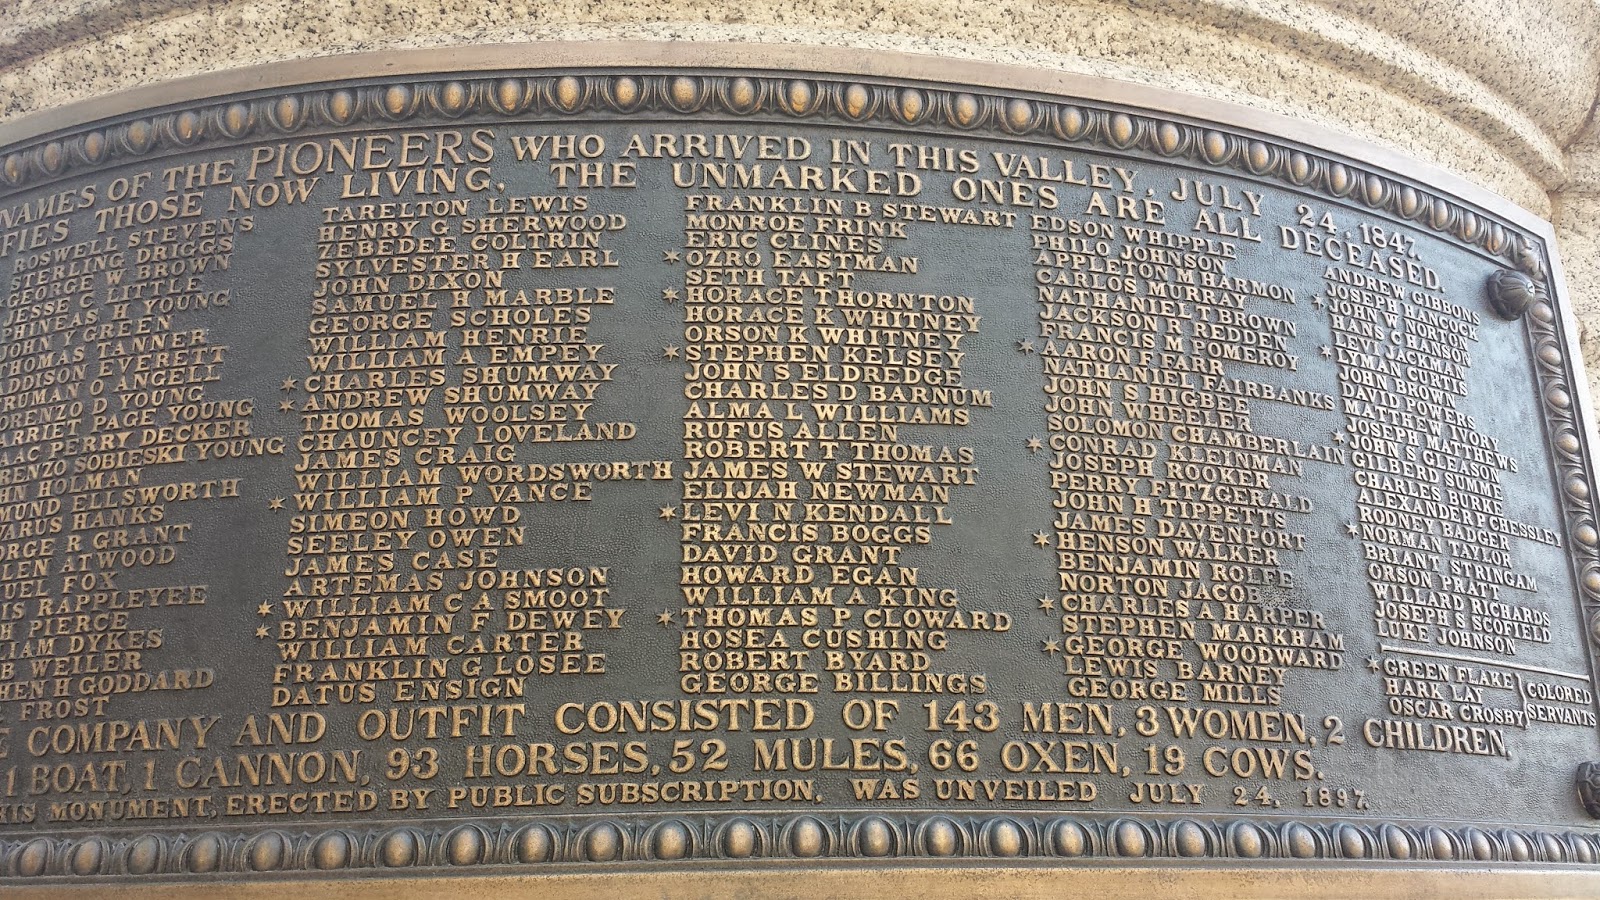 NAMES OF THE PIONEERS WHO ARRIVED IN THIS VALLEY, JULY 24, 1847.
FIES THOSE NOW LIVING, THE UNMARKED ONES ARE ALL DECEASED.
ROSWELL STEVENS
STERLING DRIGGS
GEORGE W BROWN
JESSE C LITTLE
PHINEAS H YOUNG
JOHN Y GREEN
THOMAS TANNER
ADDISON EVERETT
TRUMAN O ANGELL
ORENZO D YOUNG
ARRIET PAGE YOUNG
AAC PERRY DECKER
RENZO SOBIESKI YOUNG
HN HOLMAN
MUND ELLSWORTH
VARUS HANKS
ORGE R GRANT
LEN ATWOOD
UEL FOX
IS RAPPLEYEE
H PIERCE
LIAM DYKES
B WEILER
HEN H GODDARD
FROST
TARELTON LEWIS
HENRY G SHERWOOD
ZEBEDEE COLTRIN
SYLVESTER H EARL
JOHN DIXON
SAMUEL H MARBLE
GEORGE SCHOLES
WILLIAM HENRIE
WILLIAM A EMPEY
*CHARLES SHUMWAY
*ANDREW SHUMWAY
THOMAS WOOLSEY
CHAUNCEY LOVELAND
JAMES CRAIG
WILLIAM WORDSWORTH
*WILLIAM P VANCE
SIMEON HOWD
SEELEY OWEN
JAMES CASE
ARTEMAS JOHNSON
*WILLIAM C A SMOOT
*BENJAMIN F DEWEY
WILLIAM CARTER
FRANKLIN G LOSEE
DATUS ENSIGN
FRANKLIN B STEWART
MONROE FRINK
ERIC CLINES
*OZRO EASTMAN
SETH TAFT
*HORACE THORNTON
HORACE K WHITNEY
ORSON K WHITNEY
*STEPHEN KELSEY
JOHN S ELDREDGE
CHARLES D BARNUM
ALMA L WILLIAMS
RUFUS ALLEN
ROBERT T THOMAS
JAMES W STEWART
ELIJAH NEWMAN
*LEVI N KENDALL
FRANCIS BOGGS
DAVID GRANT
HOWARD EGAN
WILLIAM A KING
*THOMAS P CLOWARD
HOSEA CUSHING
ROBERT BYARD
GEORGE BILLINGS
EDSON WHIPPLE
PHILO JOHNSON
APPLETON M HARMON
CARLOS MURRAY
NATHANIEL T BROWN
JACKSON R REDDEN
FRANCIS M POMEROY
*AARON F FARR
NATHANIEL FAIRBANKS
JOHN S HIGBEE
JOHN WHEELER
SOLOMON CHAMBERLAIN
*CONRAD KLEINMAN
JOSEPH ROOKER
PERRY FITZGERALD
JOHN H TIPPETTS
JAMES DAVENPORT
*HENSON WALKER
BENJAMIN ROLFE
NORTON JACOB
*CHARLES A HARPER
STEPHEN MARKHAM
*GEORGE WOODWARD
LEWIS BARNEY
GEORGE MILLS
ANDREW GIBBONS
JOSEPH HANCOCK
*JOHN W NORTON
HANS C HANSON
LEVI JACKMAN
*LYMAN CURTIS
JOHN BROWN
DAVID POWERS
MATTHEW IVORY
JOSEPH MATTHEWS
*JOHN S GLEASON
GILBERD SUMME
CHARLES BURKE
ALEXANDER P CHESSLEY
RODNEY BADGER
*NORMAN TAYLOR
BRIANT STRINGAM
ORSON PRATT
WILLARD RICHARDS
JOSEPH S SCOFIELD
LUKE JOHNSON
*GREEN FLAKE
HARK LAY
OSCAR CROSBY
COLORED
SERVANTS
E COMPANY AND OUTFIT CONSISTED OF 143 MEN, 3 WOMEN, 2 CHILDREN,
1 BOAT, 1 CANNON, 93 HORSES, 52 MULES, 66 OXEN, 19 COWS.
HIS MONUMENT, ERECTED BY PUBLIC SUBSCRIPTION, WAS UNVEILED JULY 24, 1897.